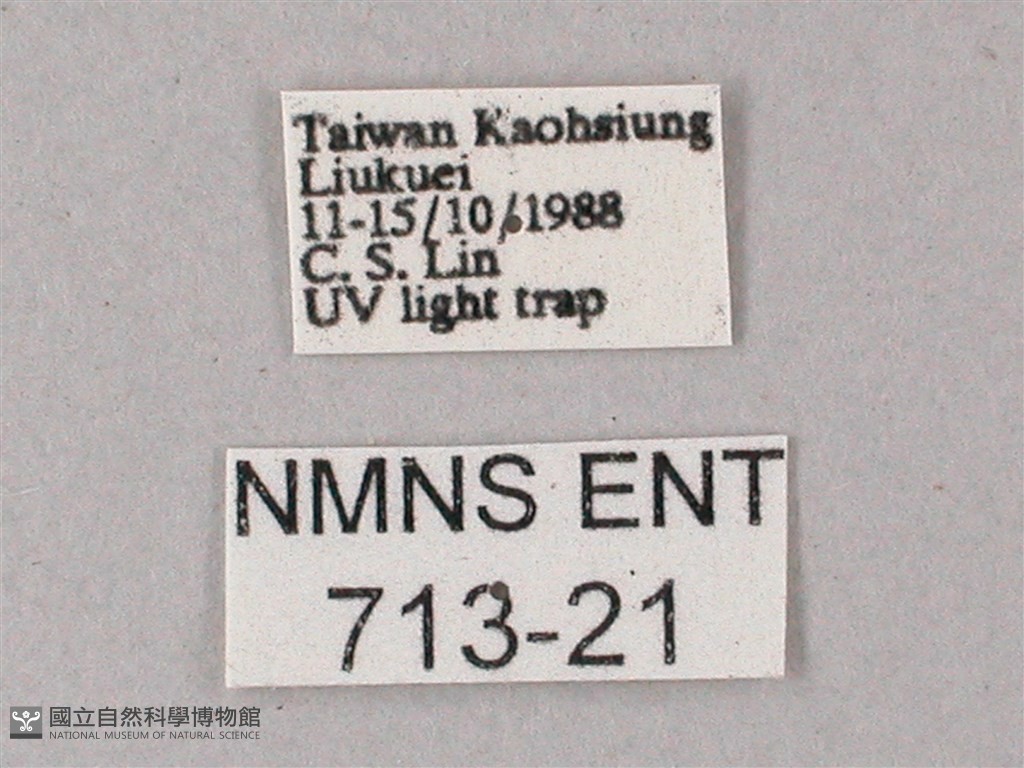 Taiwan Kaohsiung
Liukuei
11-15/10/1988
C. S. Lin
UV light trap
NMNS ENT
713-21
國立自然科學博物館
NATIONAL MUSEUM OF NATURAL SCIENCE